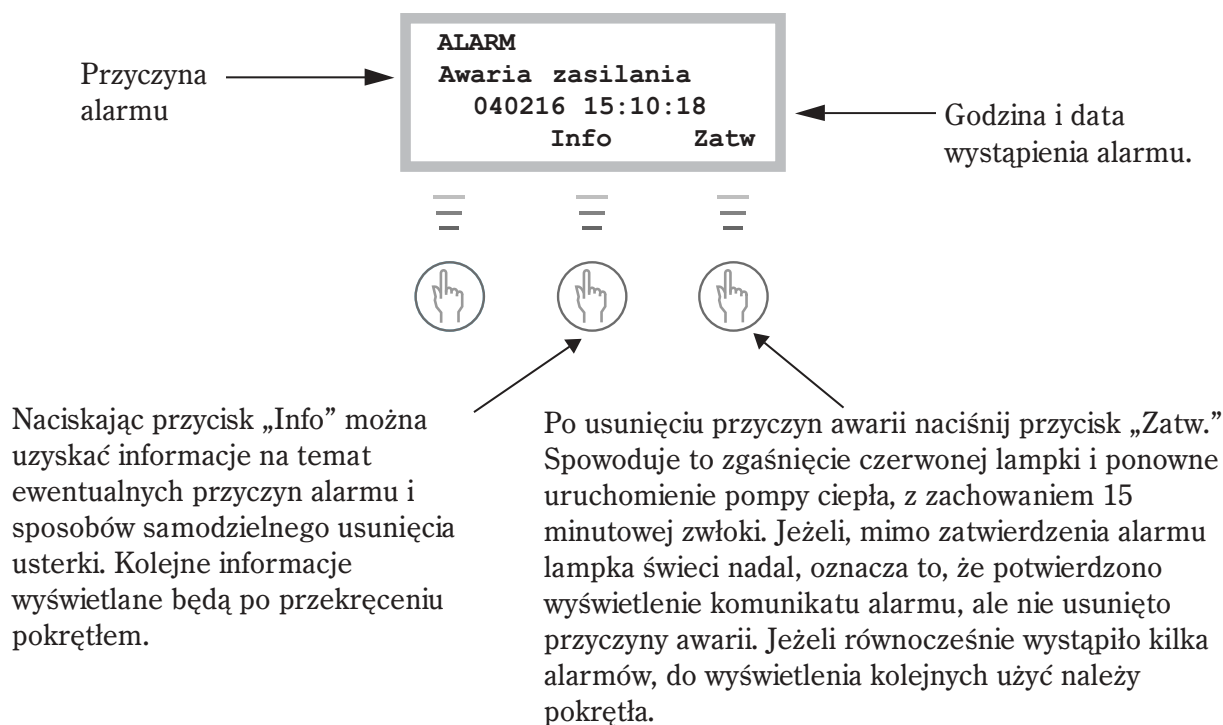 ALARM
Awaria zasilania
040216 15:10:18
Info Zatw
Przyczyna
alarmu
Godzina i data
wystąpienia alarmu.
Naciskając przycisk „Info” można
uzyskać informacje na temat
ewentualnych przyczyn alarmu i
sposobów samodzielnego usunięcia
usterki. Kolejne informacje
wyświetlane będą po przekręceniu
pokrętłem.
Po usunięciu przyczyn awarii naciśnij przycisk „Zatw.”
Spowoduje to zgaśnięcie czerwonej lampki i ponowne
uruchomienie pompy ciepła, z zachowaniem 15
minutowej zwłoki. Jeżeli, mimo zatwierdzenia alarmu
lampka świeci nadal, oznacza to, że potwierdzono
wyświetlenie komunikatu alarmu, ale nie usunięto
przyczyny awarii. Jeżeli równocześnie wystąpiło kilka
alarmów, do wyświetlenia kolejnych użyć należy
pokrętła.